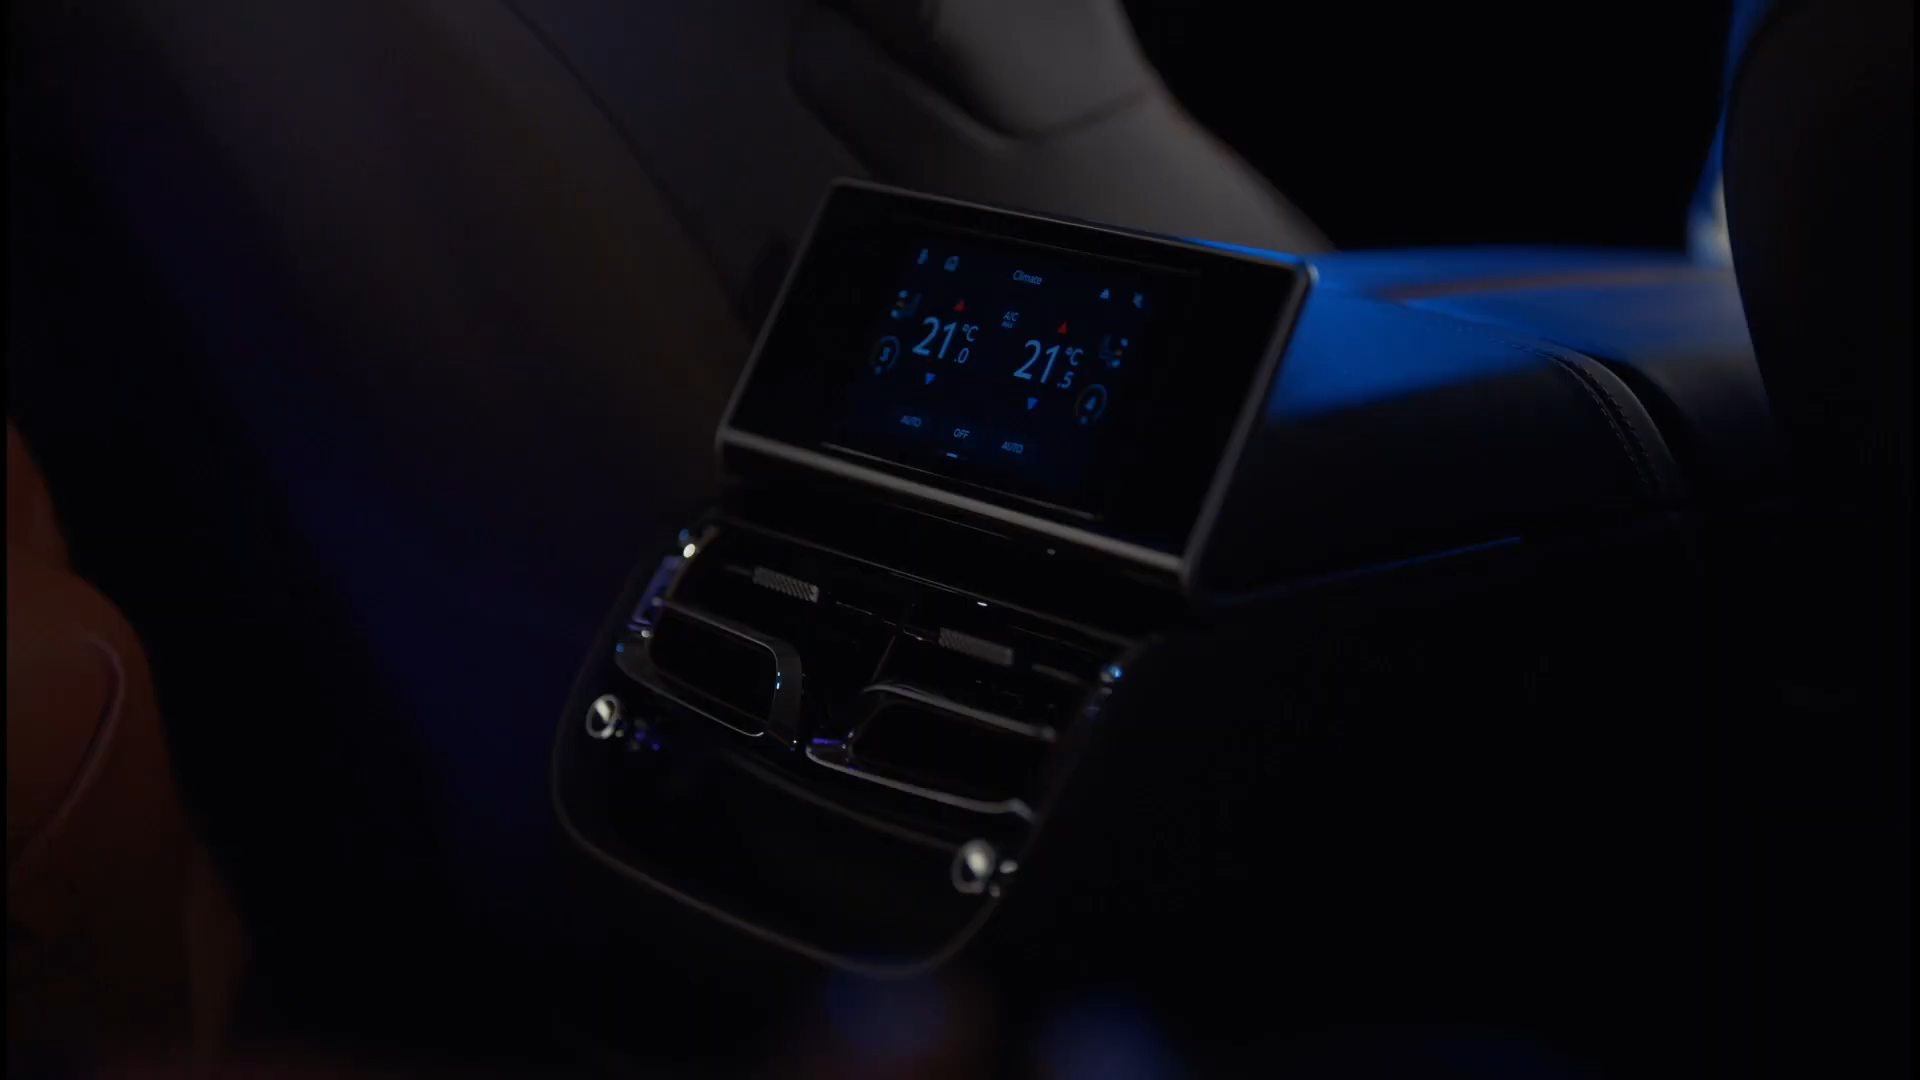 Climate
A/C
21 °C .0
21 °C .5
AUTO OFF AUTO